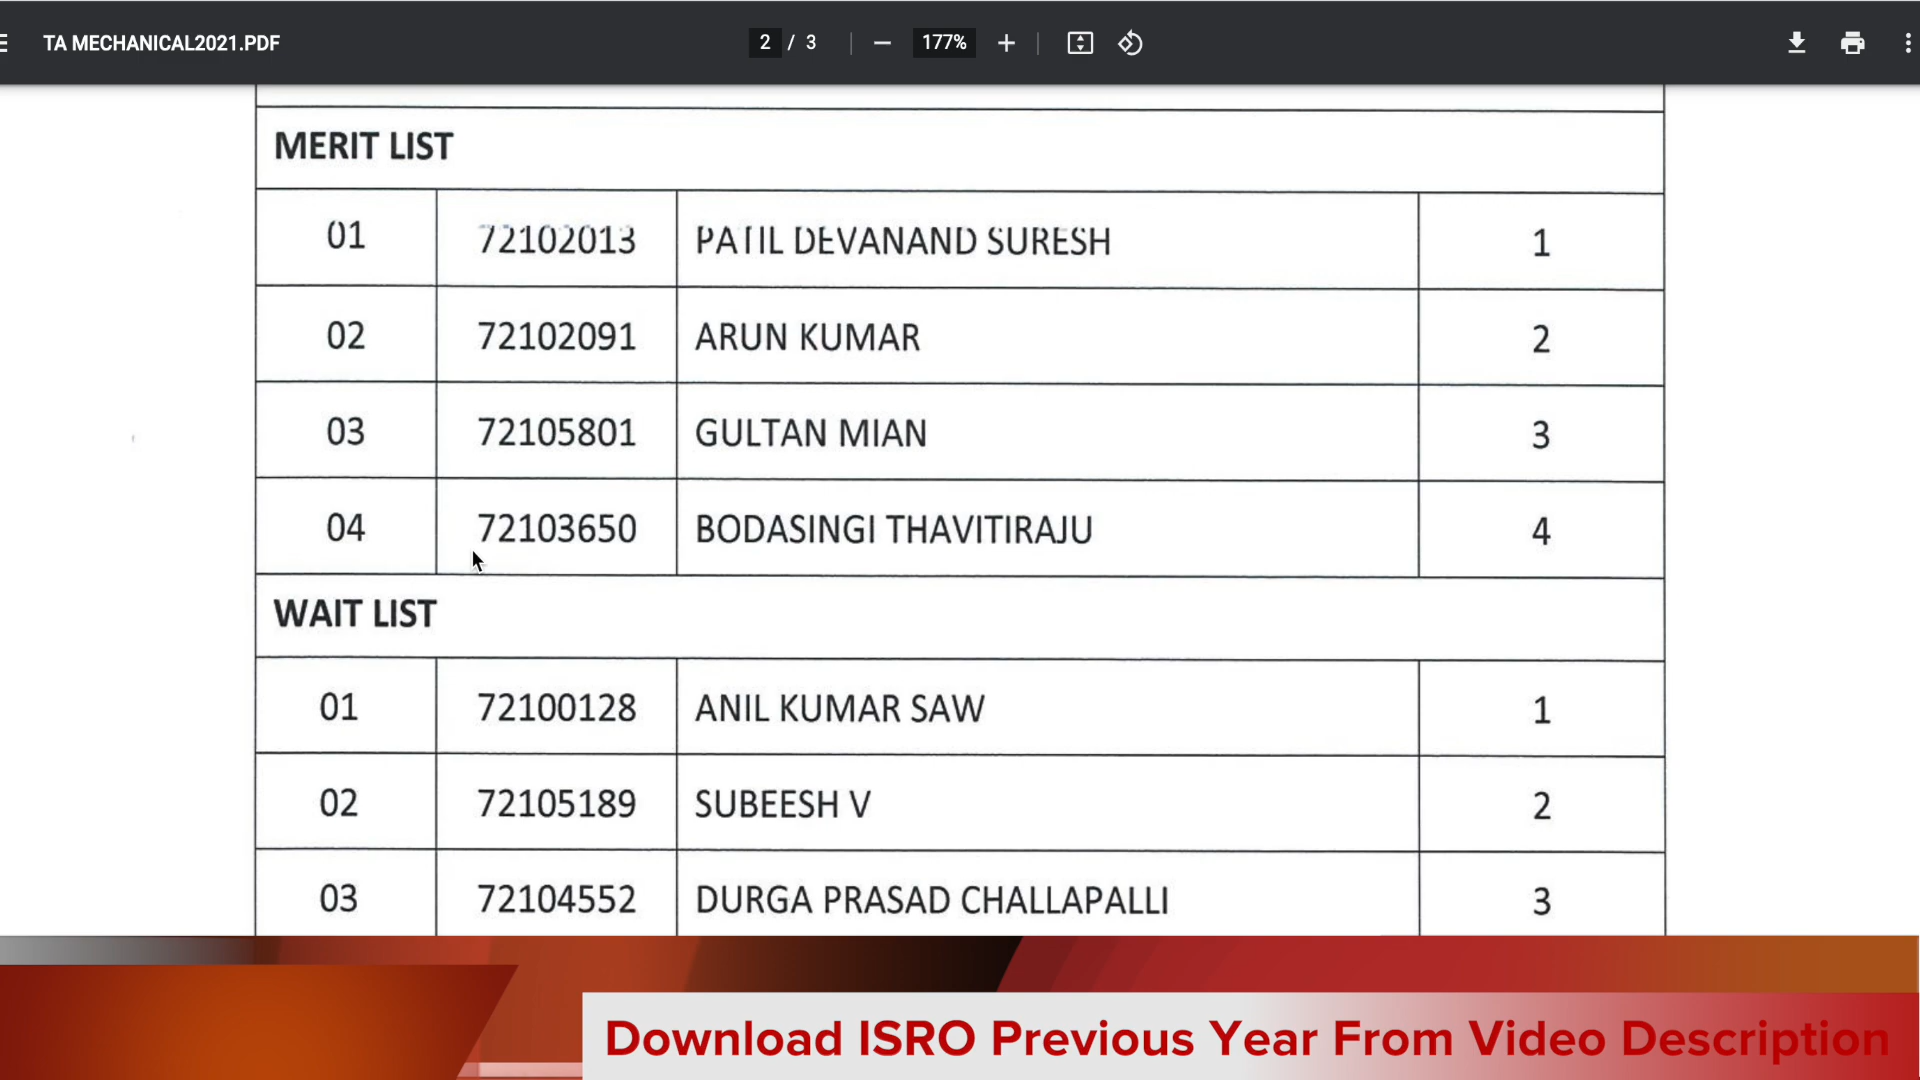 TA MECHANICAL2021.PDF 2 / 3 177%
MERIT LIST
01 72102013 PATIL DEVANAND SURESH 1
02 72102091 ARUN KUMAR 2
03 72105801 GULTAN MIAN 3
04 72103650 BODASINGI THAVITIRAJU 4
WAIT LIST
01 72100128 ANIL KUMAR SAW 1
02 72105189 SUBEESH V 2
03 72104552 DURGA PRASAD CHALLAPALLI 3
Download ISRO Previous Year From Video Description